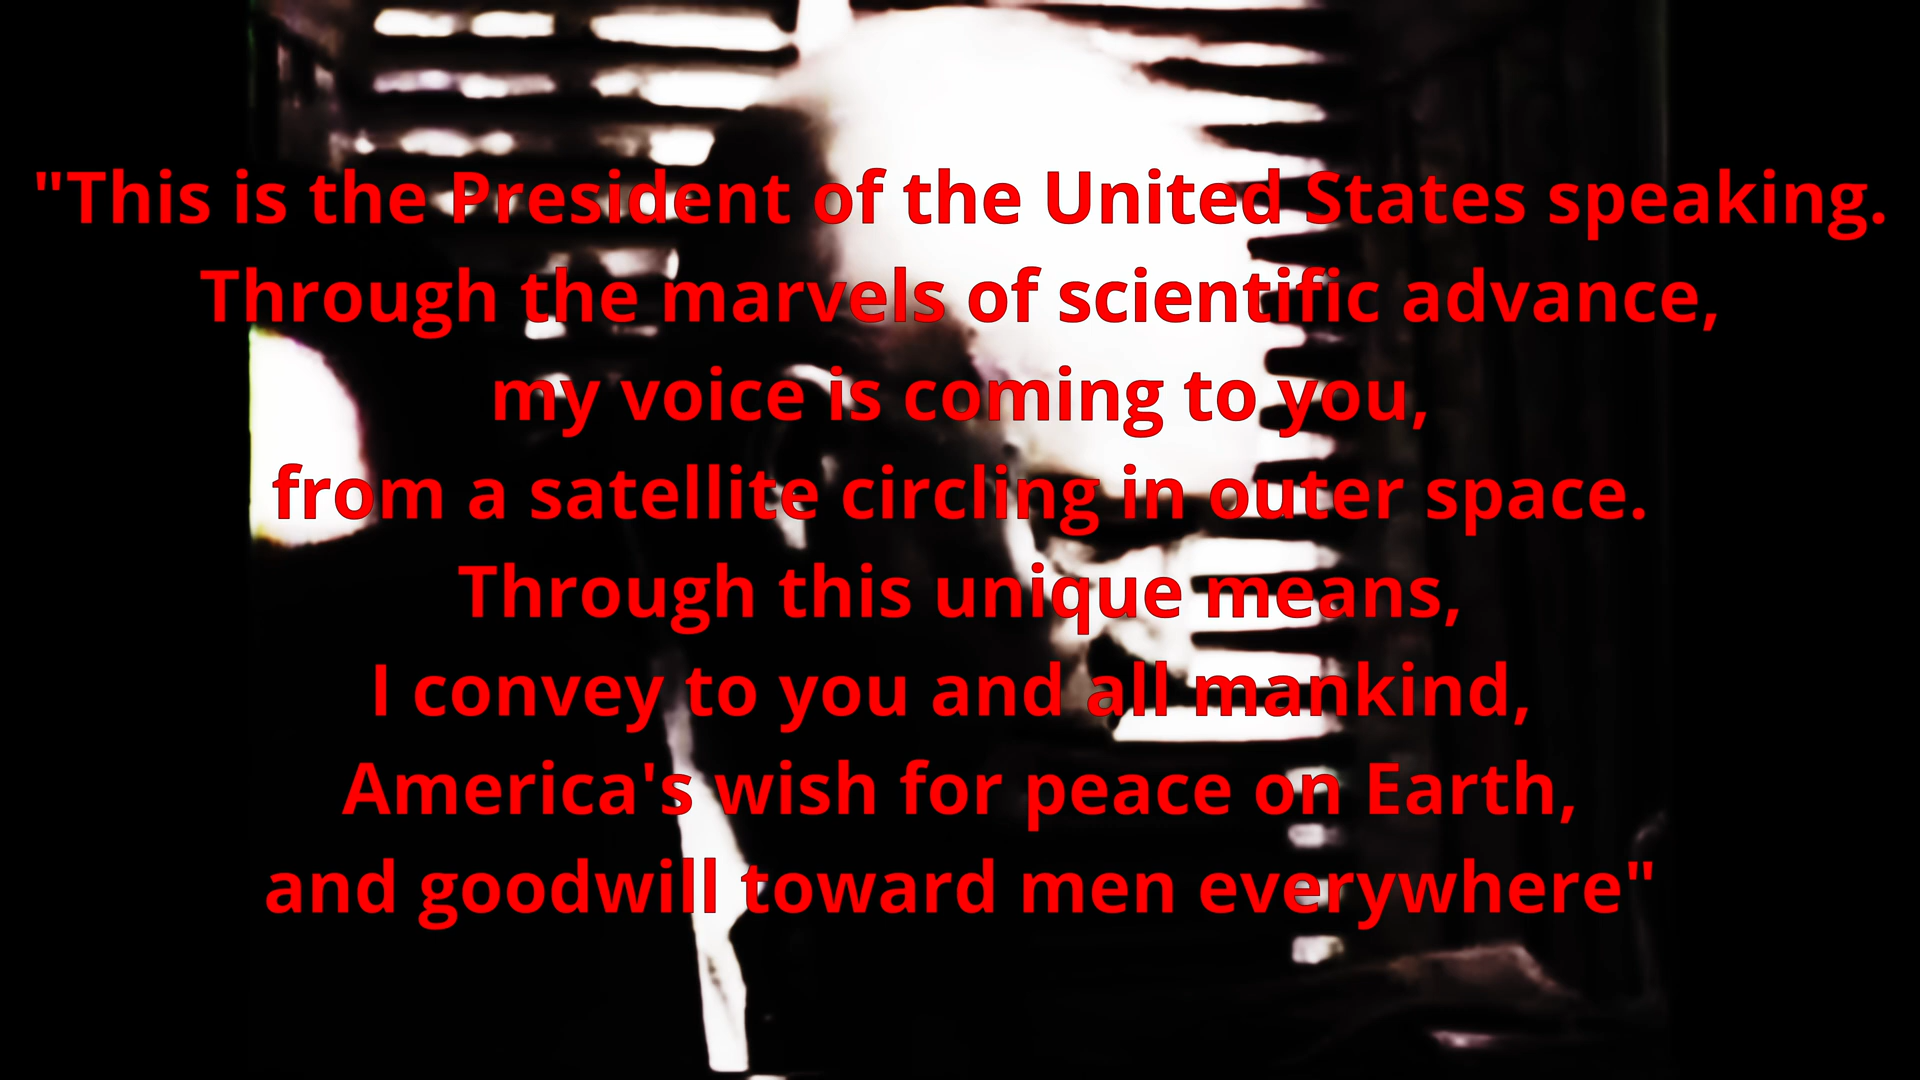 "This is the President of the United States speaking.
Through the marvels of scientific advance,
my voice is coming to you,
from a satellite circling in outer space.
Through this unique means,
I convey to you and all mankind,
America's wish for peace on Earth,
and goodwill toward men everywhere"